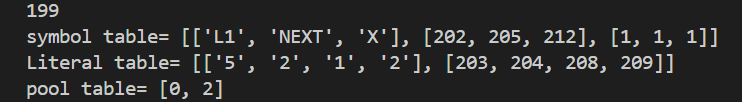 199
symbol table= [['L1', 'NEXT', 'X'], [202, 205, 212], [1, 1, 1]]
Literal table= [['5', '2', '1', '2'], [203, 204, 208, 209]]
pool table= [0, 2]